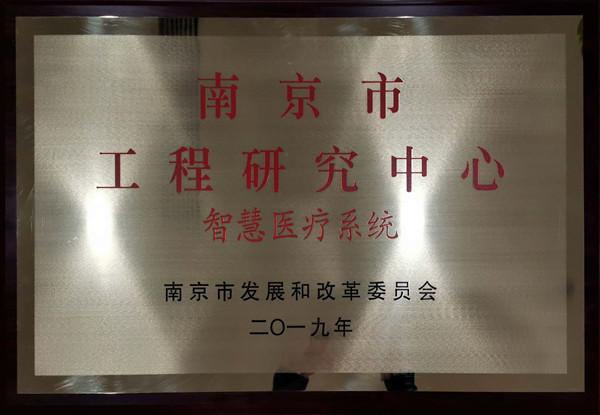 南京市
工程研究中心
智慧医疗系统
南京市发展和改革委员会
二〇一九年